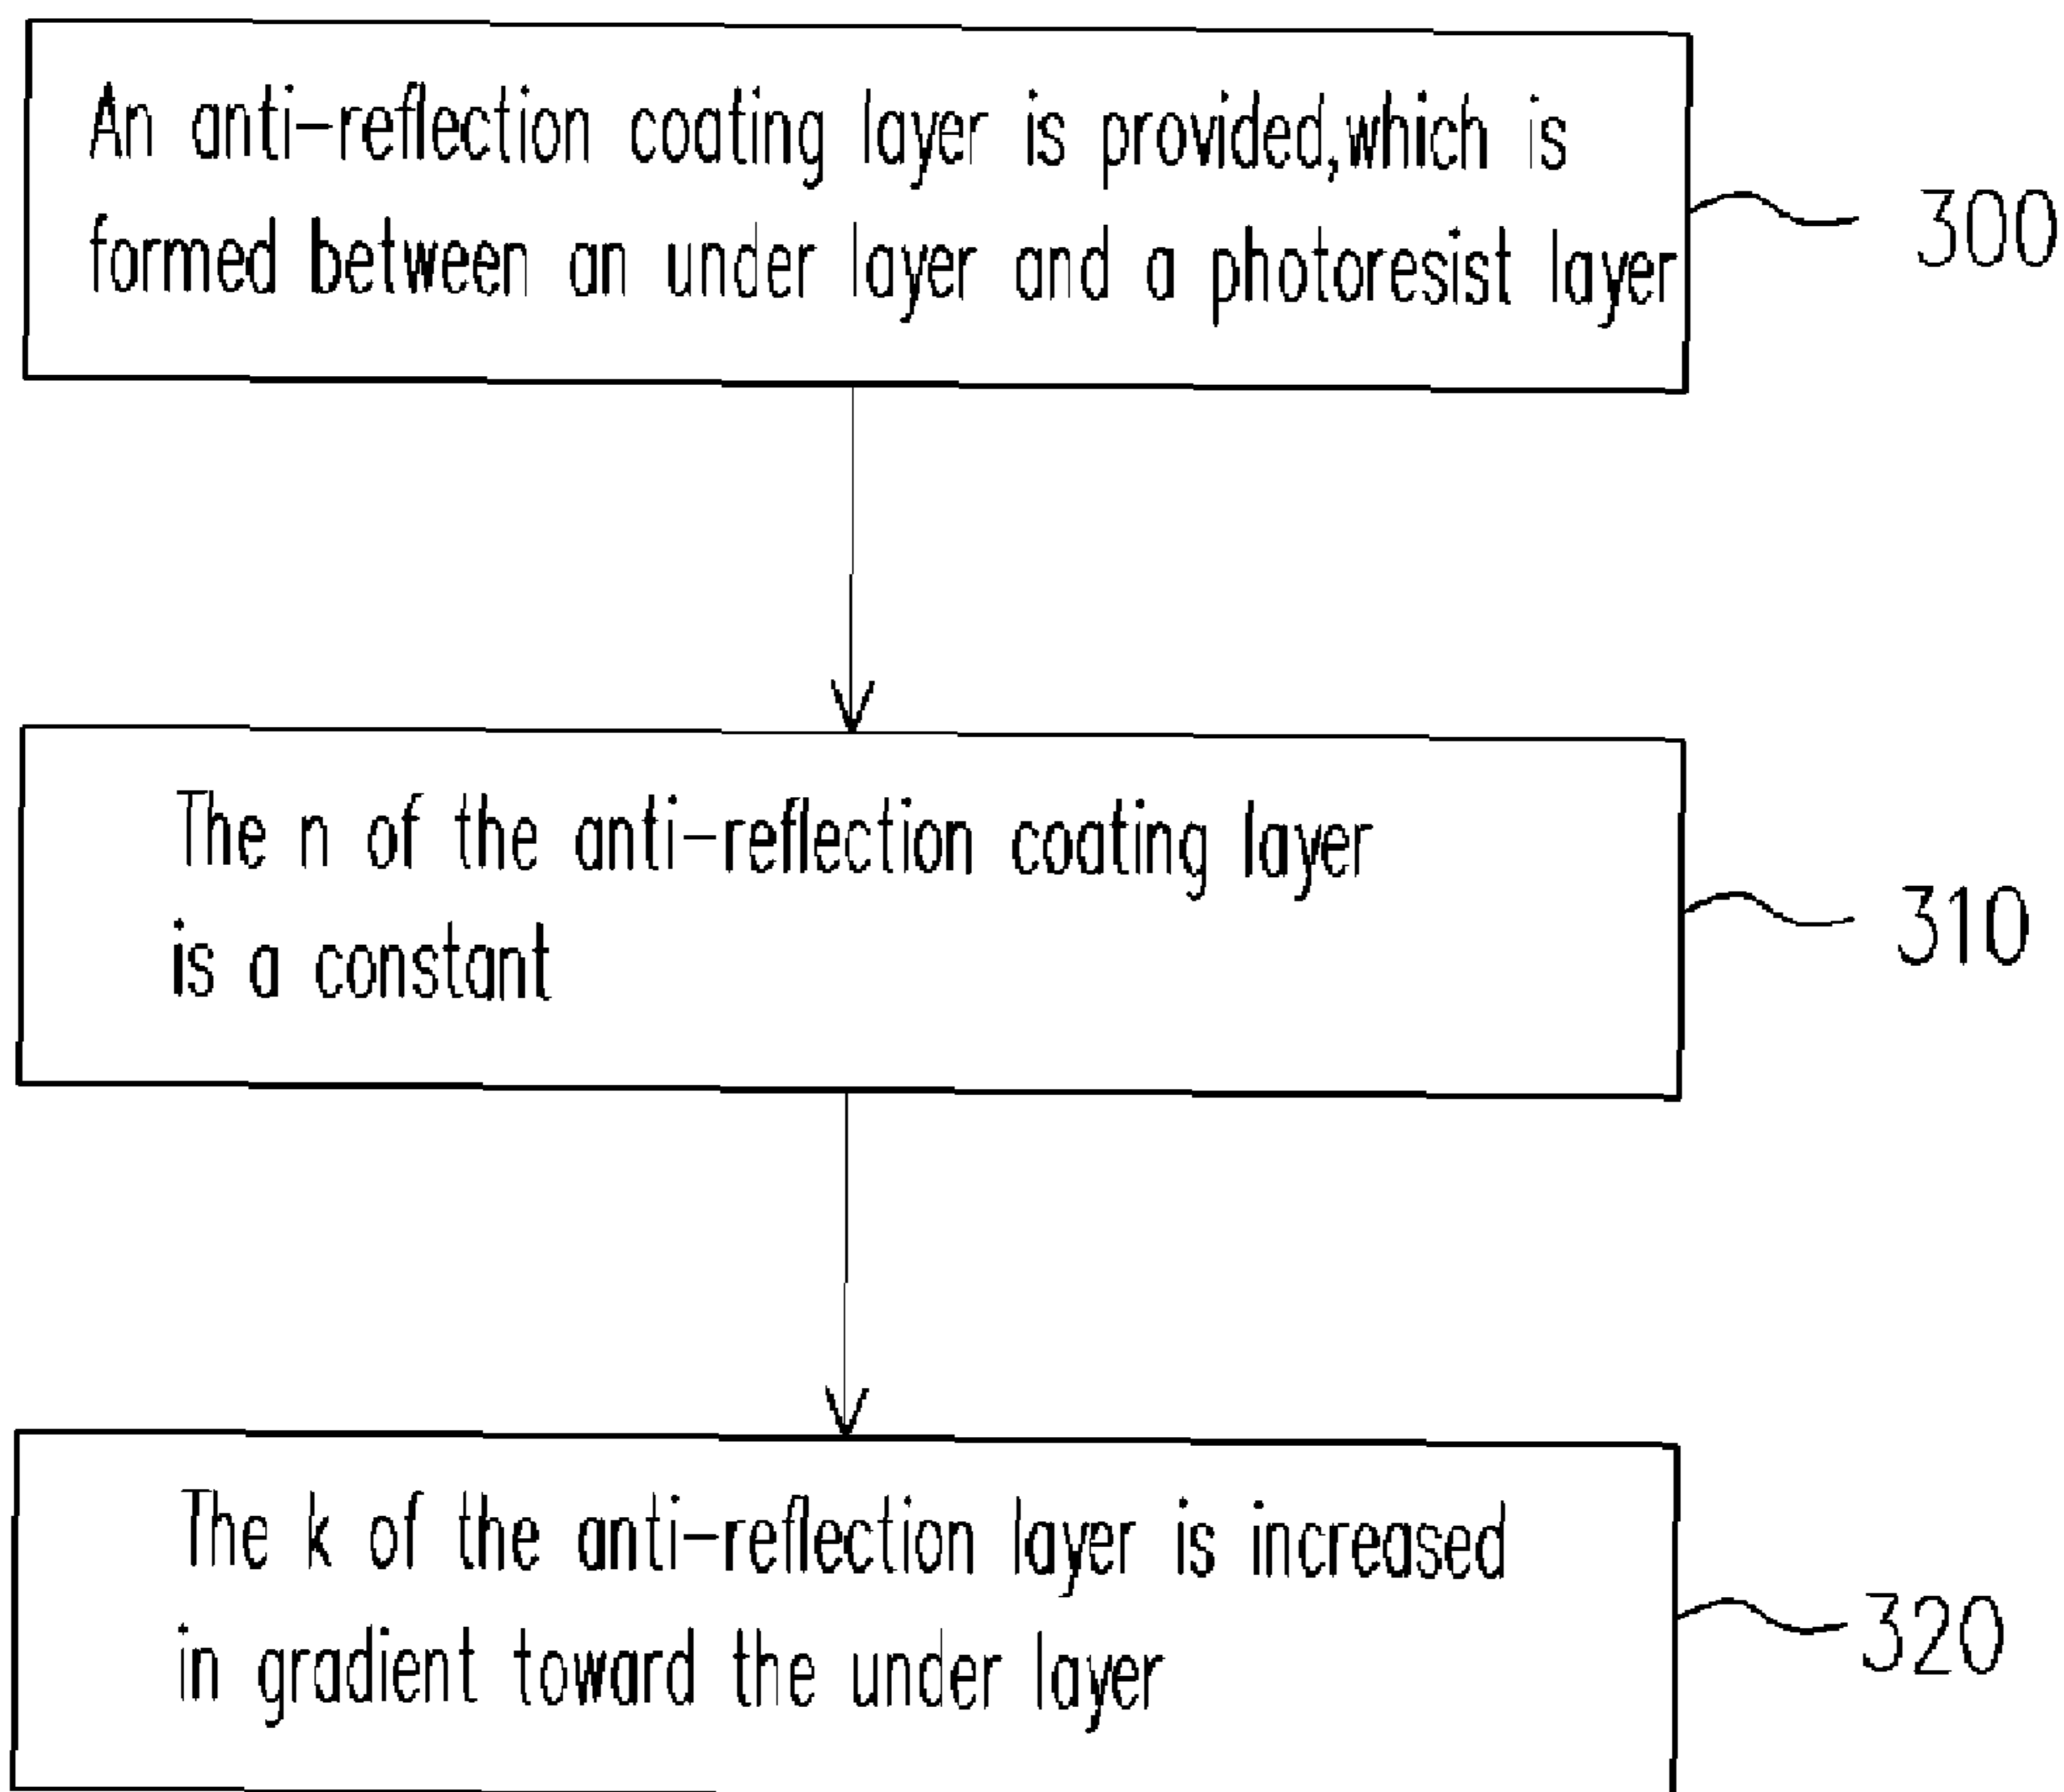 An anti-reflection coating layer is provided,which is
formed between an under layer and a photoresist layer
300
The n of the anti-reflection coating layer
is a constant
310
The k of the anti-reflection layer is increased
in gradient toward the under layer
320